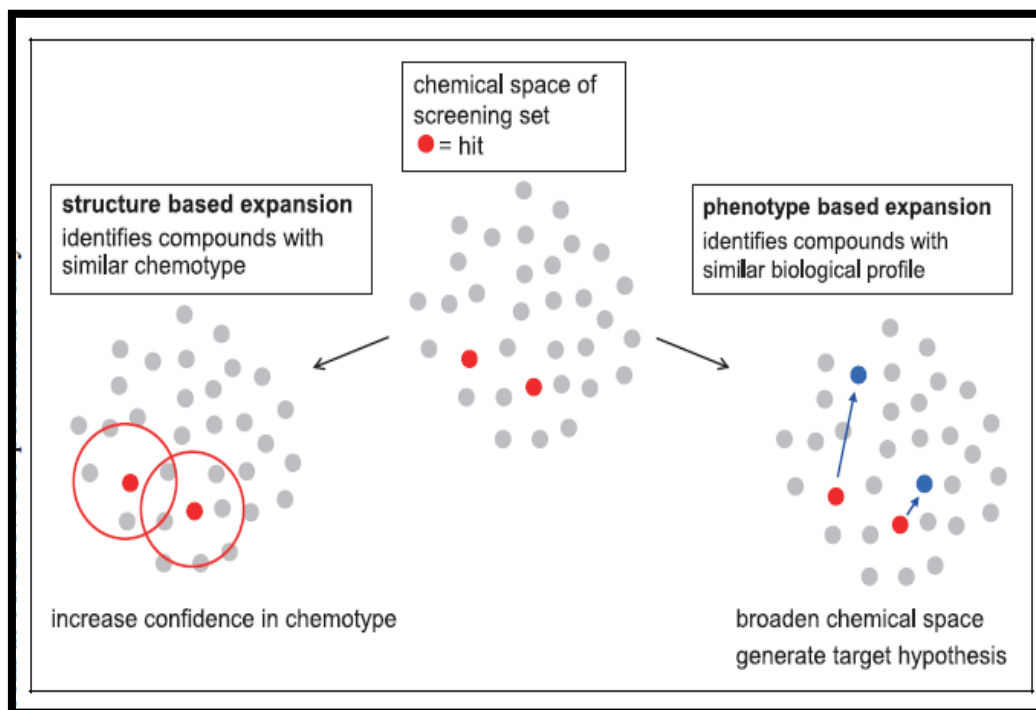 chemical space of
screening set
= hit
structure based expansion
identifies compounds with
similar chemotype
phenotype based expansion
identifies compounds with
similar biological profile
increase confidence in chemotype
broaden chemical space
generate target hypothesis